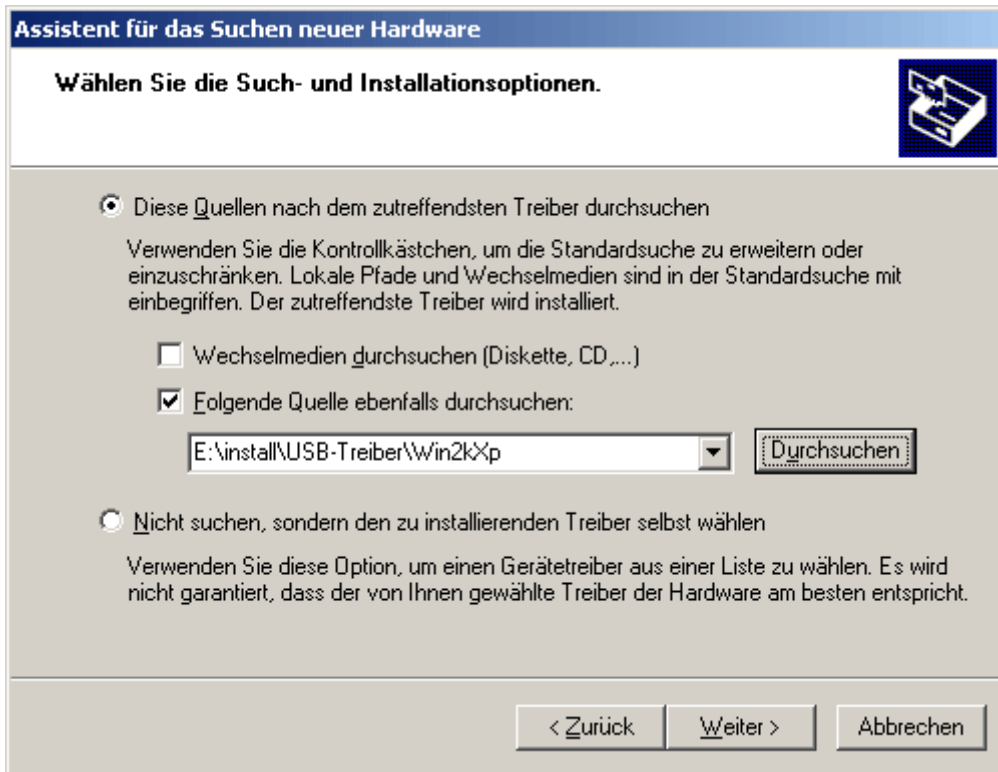 Assistent für das Suchen neuer Hardware
Wählen Sie die Such- und Installationsoptionen.
Diese Quellen nach dem zutreffendsten Treiber durchsuchen
Verwenden Sie die Kontrollkästchen, um die Standardsuche zu erweitern oder
einzuschränken. Lokale Pfade und Wechselmedien sind in der Standardsuche mit
einbegriffen. Der zutreffendste Treiber wird installiert.
Wechselmedien durchsuchen (Diskette, CD,...)
Folgende Quelle ebenfalls durchsuchen:
E:\install\USB-Treiber\Win2kXp
Durchsuchen
Nicht suchen, sondern den zu installierenden Treiber selbst wählen
Verwenden Sie diese Option, um einen Gerätetreiber aus einer Liste zu wählen. Es wird
nicht garantiert, dass der von Ihnen gewählte Treiber der Hardware am besten entspricht.
< Zurück
Weiter >
Abbrechen